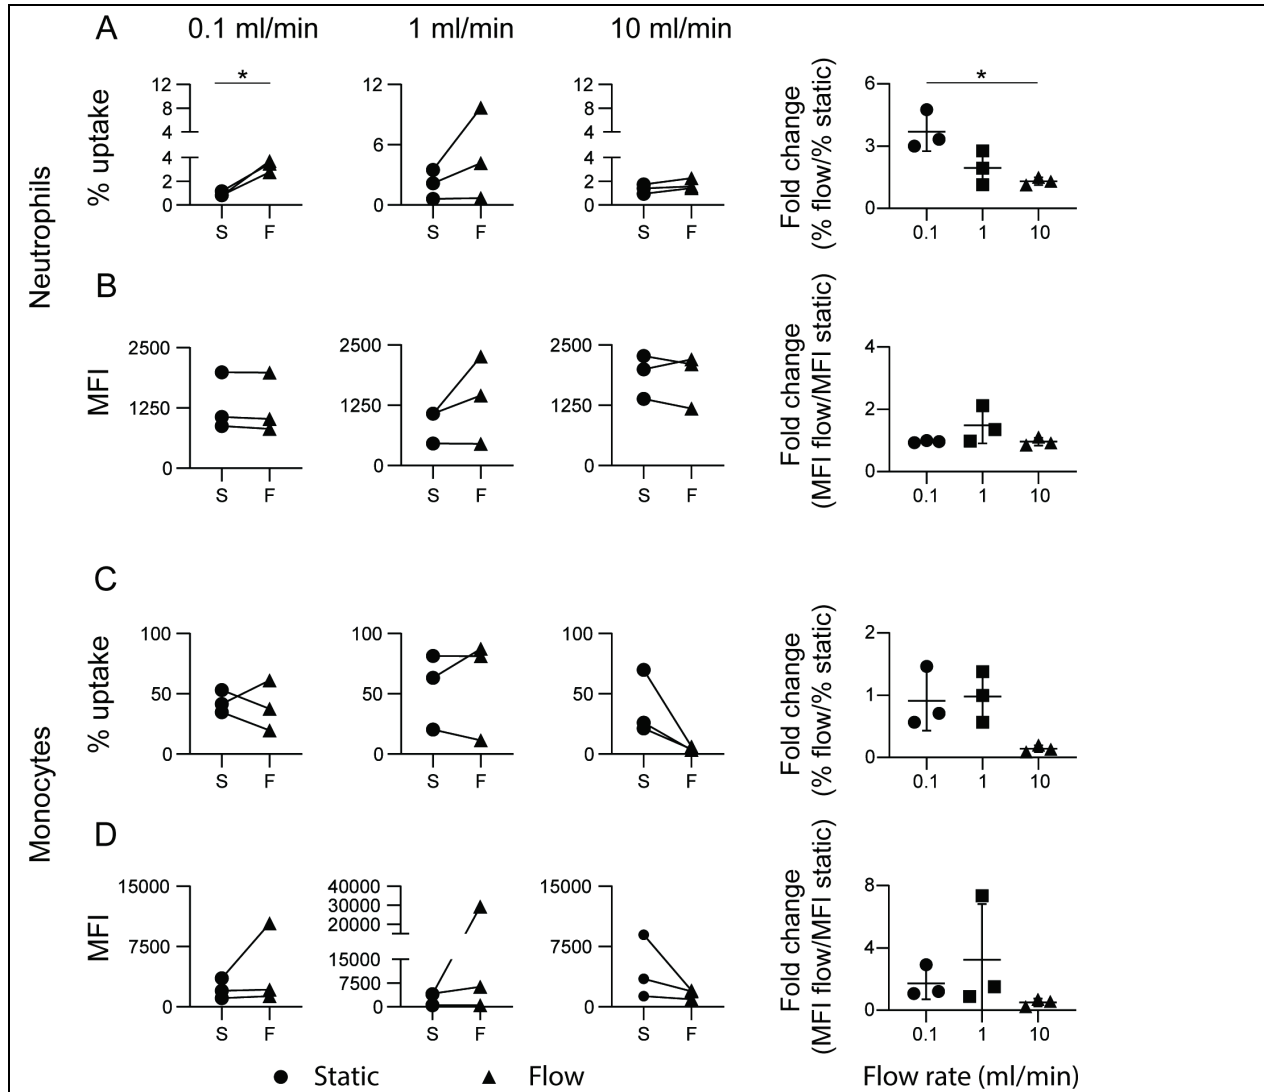 A
0.1 ml/min 1 ml/min 10 ml/min
Neutrophils
% uptake
12
8
4
4
2
0
S F
*
12
6
0
S F
12
8
4
4
2
0
S F
Fold change
(% flow/% static)
6
3
0
0.1 1 10
*
B
MFI
2500
1250
0
S F
2500
1250
0
S F
2500
1250
0
S F
Fold change
(MFI flow/MFI static)
4
2
0
0.1 1 10
Monocytes
C
% uptake
100
50
0
S F
100
50
0
S F
100
50
0
S F
Fold change
(% flow/% static)
2
1
0
0.1 1 10
D
MFI
15000
7500
0
S F
40000
30000
20000
15000
7500
0
S F
15000
7500
0
S F
Fold change
(MFI flow/MFI static)
8
4
0
0.1 1 10
Static Flow Flow rate (ml/min)